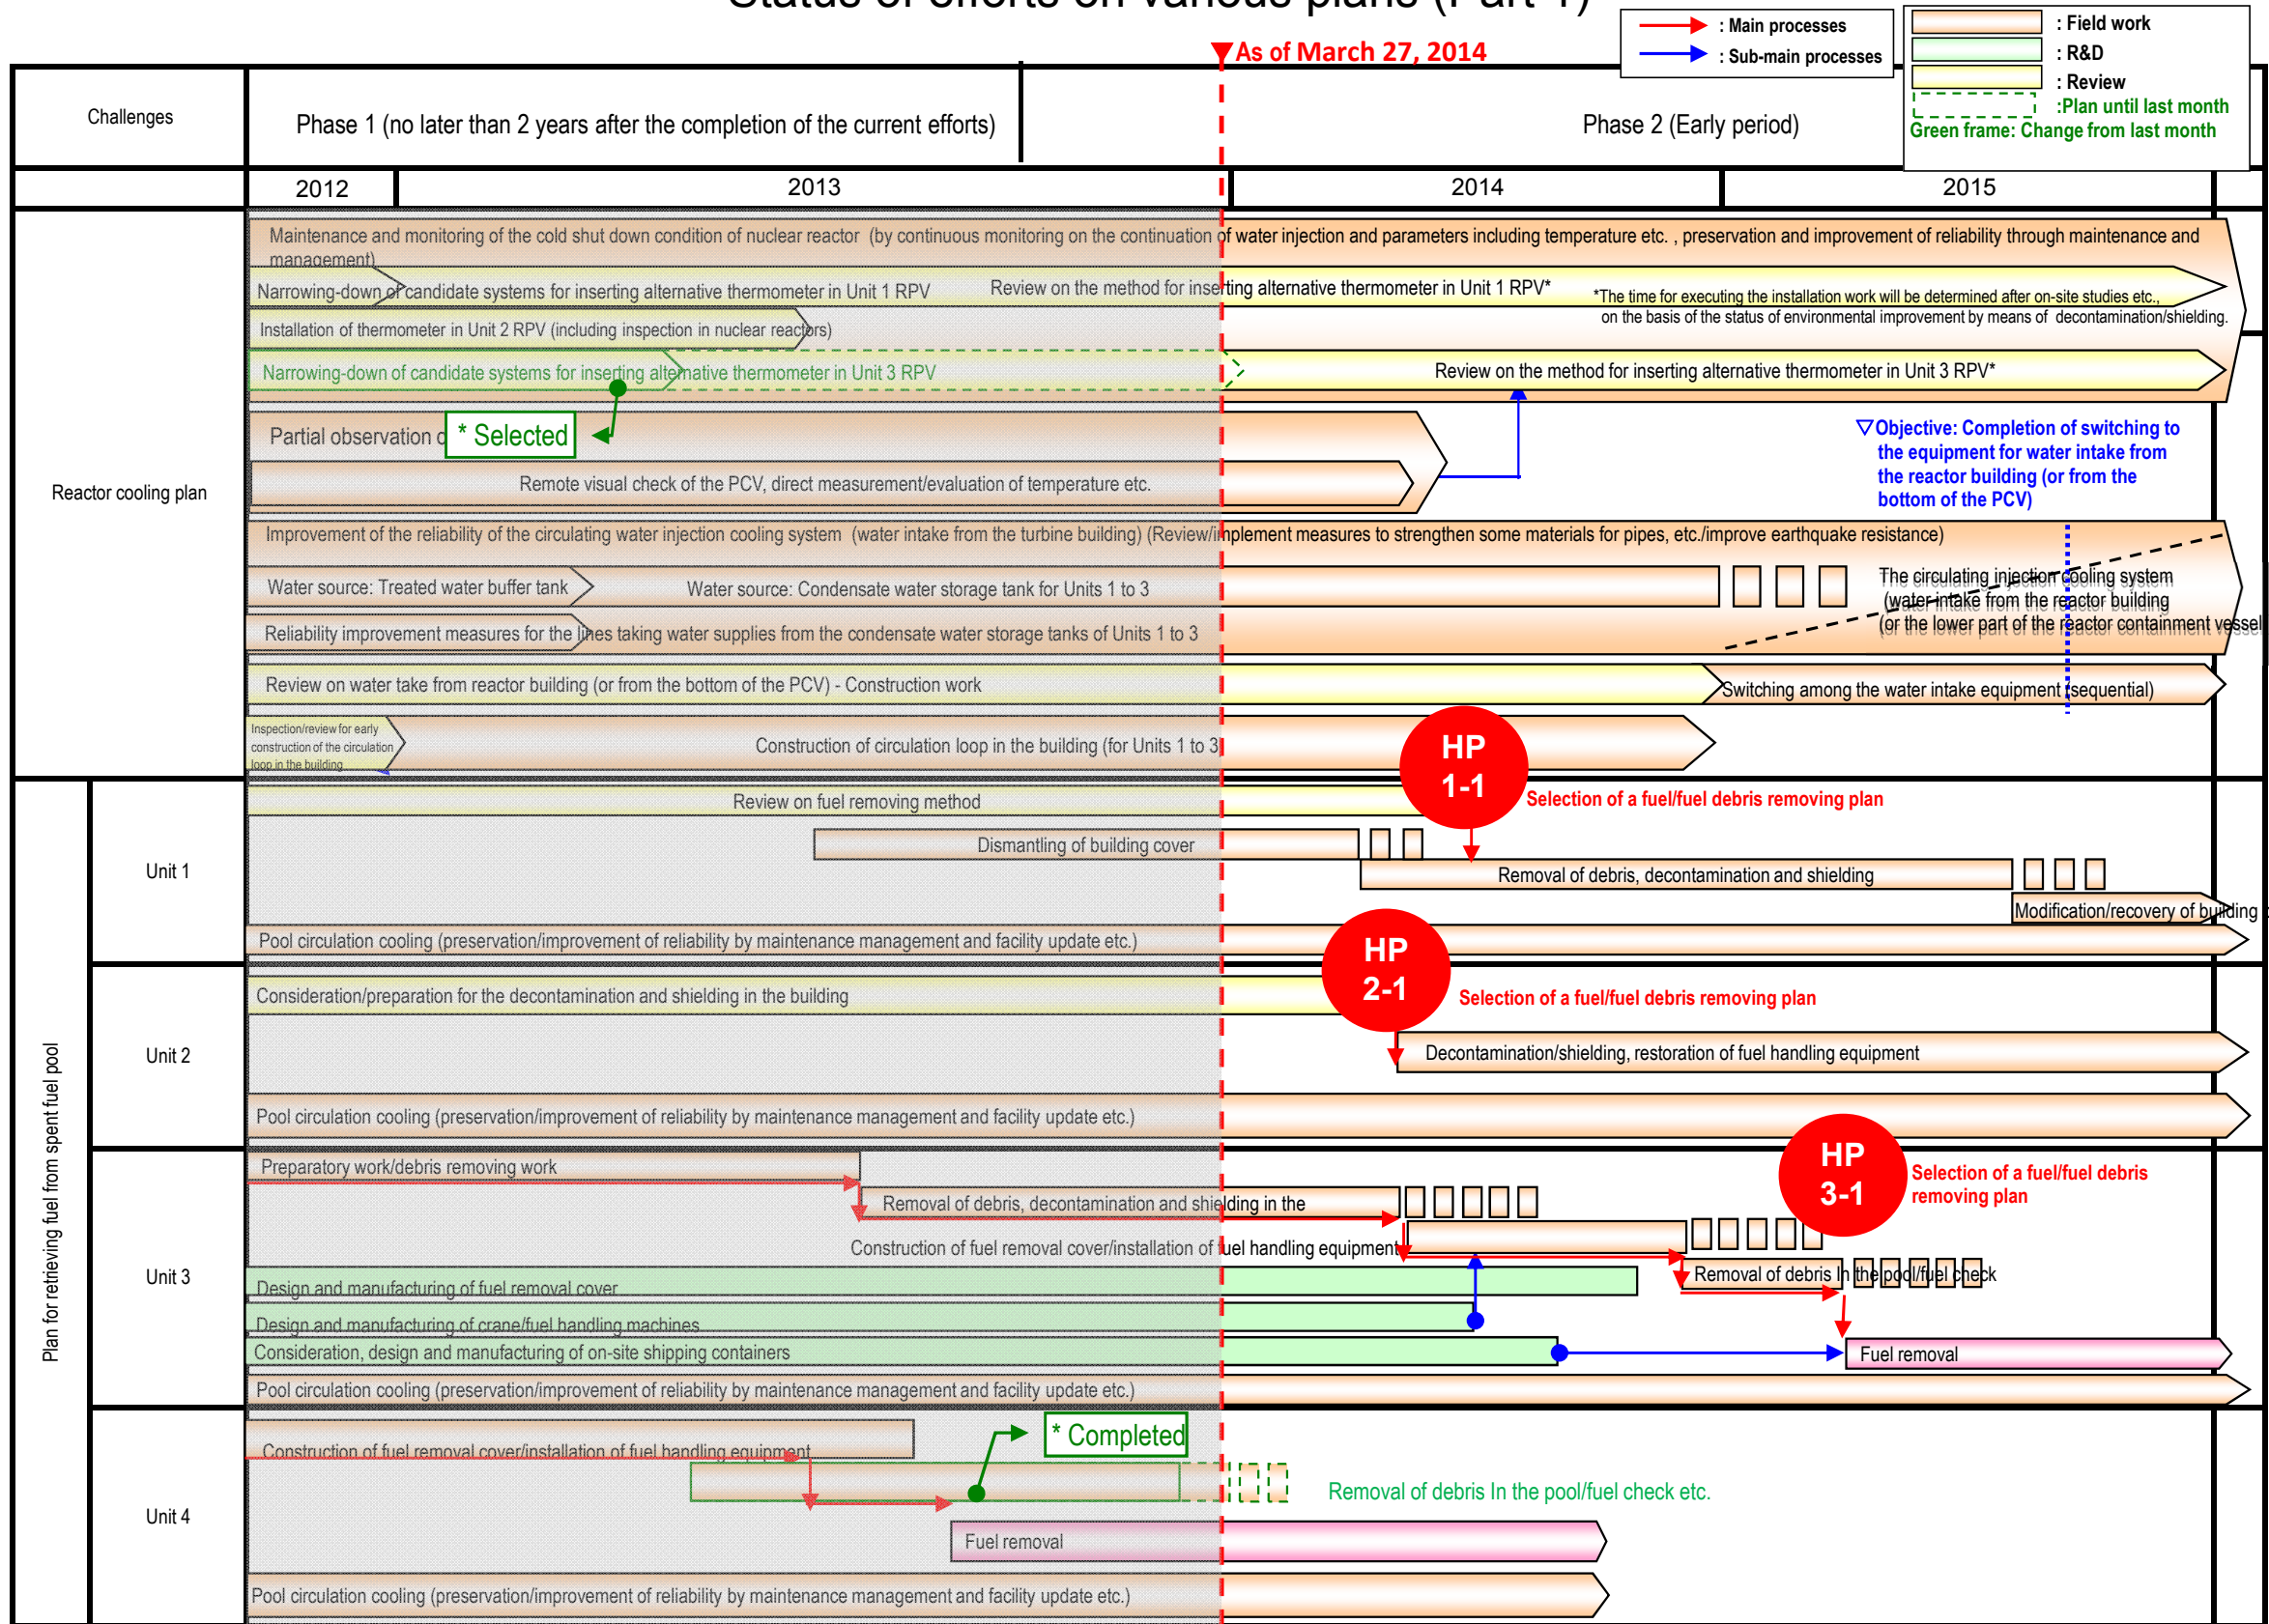 Status of efforts on various plans (Part 1)
: Main processes
: Sub-main processes
: Field work
: R&D
: Review
:Plan until last month
Green frame: Change from last month
As of March 27, 2014
Challenges
Phase 1 (no later than 2 years after the completion of the current efforts)
Phase 2 (Early period)
2012
2013
2014
2015
Reactor cooling plan
Maintenance and monitoring of the cold shut down condition of nuclear reactor (by continuous monitoring on the continuation of water injection and parameters including temperature etc. , preservation and improvement of reliability through maintenance and
management)
Narrowing-down of candidate systems for inserting alternative thermometer in Unit 1 RPV
Review on the method for inserting alternative thermometer in Unit 1 RPV*
*The time for executing the installation work will be determined after on-site studies etc.,
on the basis of the status of environmental improvement by means of decontamination/shielding.
Installation of thermometer in Unit 2 RPV (including inspection in nuclear reactors)
Narrowing-down of candidate systems for inserting alternative thermometer in Unit 3 RPV
Review on the method for inserting alternative thermometer in Unit 3 RPV*
Partial observation
* Selected
Remote visual check of the PCV, direct measurement/evaluation of temperature etc.
▽Objective: Completion of switching to
the equipment for water intake from
the reactor building (or from the
bottom of the PCV)
Improvement of the reliability of the circulating water injection cooling system (water intake from the turbine building) (Review/implement measures to strengthen some materials for pipes, etc./improve earthquake resistance)
Water source: Treated water buffer tank
Water source: Condensate water storage tank for Units 1 to 3
The circulating injection cooling system
(water intake from the reactor building
(or the lower part of the reactor containment vessel
Reliability improvement measures for the lines taking water supplies from the condensate water storage tanks of Units 1 to 3
Review on water take from reactor building (or from the bottom of the PCV) - Construction work
Switching among the water intake equipment (sequential)
Inspection/review for early
construction of the circulation
loop in the building
Construction of circulation loop in the building (for Units 1 to 3)
Plan for retrieving fuel from spent fuel pool
Unit 1
Review on fuel removing method
HP
1-1
Selection of a fuel/fuel debris removing plan
Dismantling of building cover
Removal of debris, decontamination and shielding
Modification/recovery of building
Pool circulation cooling (preservation/improvement of reliability by maintenance management and facility update etc.)
Unit 2
Consideration/preparation for the decontamination and shielding in the building
HP
2-1
Selection of a fuel/fuel debris removing plan
Decontamination/shielding, restoration of fuel handling equipment
Pool circulation cooling (preservation/improvement of reliability by maintenance management and facility update etc.)
Unit 3
Preparatory work/debris removing work
HP
3-1
Selection of a fuel/fuel debris
removing plan
Removal of debris, decontamination and shielding in the
Construction of fuel removal cover/installation of fuel handling equipment
Removal of debris In the pool/fuel check
Design and manufacturing of fuel removal cover
Design and manufacturing of crane/fuel handling machines
Consideration, design and manufacturing of on-site shipping containers
Fuel removal
Pool circulation cooling (preservation/improvement of reliability by maintenance management and facility update etc.)
Unit 4
Construction of fuel removal cover/installation of fuel handling equipment
* Completed
Removal of debris In the pool/fuel check etc.
Fuel removal
Pool circulation cooling (preservation/improvement of reliability by maintenance management and facility update etc.)